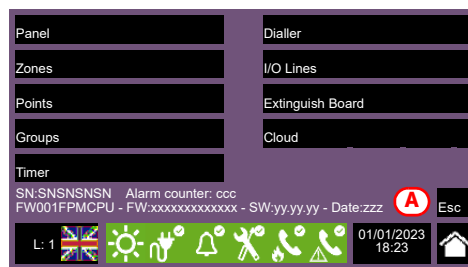 Panel
Dialler
Zones
I/O Lines
Points
Extinguish Board
Groups
Cloud
Timer
SN:SNSNSNSN Alarm counter: ccc
FW001FPMCPU - FW:xxxxxxxxxxxxx - SW:yy.yy.yy - Date:zzz
A
Esc
L: 1
01/01/2023
18:23